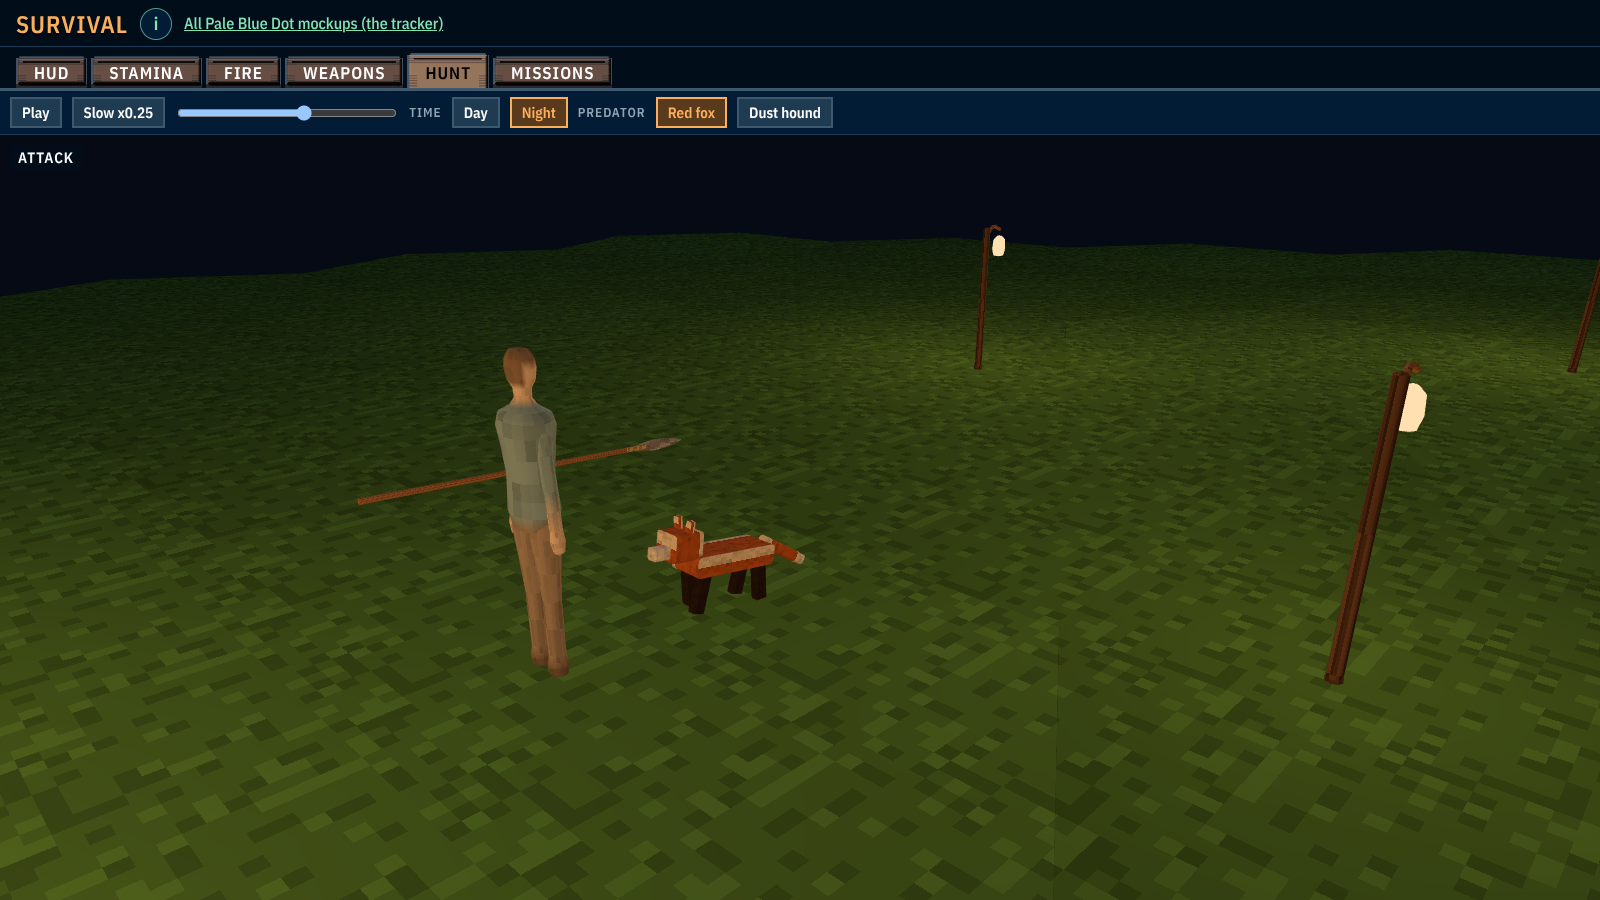 SURVIVAL i All Pale Blue Dot mockups (the tracker)
HUD STAMINA FIRE WEAPONS HUNT MISSIONS
Play Slow x0.25 TIME Day Night PREDATOR Red fox Dust hound
ATTACK